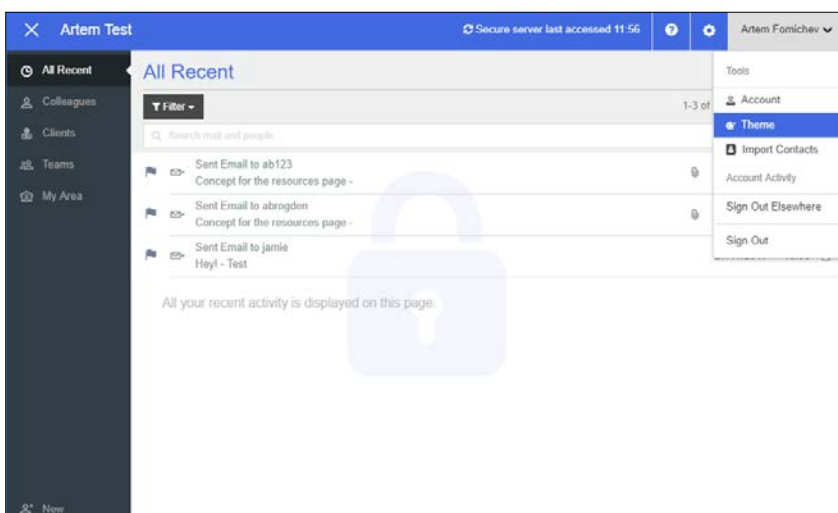 Artem Test
Secure server last accessed 11:56
Artem Fomichev
All Recent
Colleagues
Clients
Teams
My Area
New
All Recent
Filter
1-3 of
Search mail and people
Sent Email to ab123
Concept for the resources page -
Sent Email to abrogden
Concept for the resources page -
Sent Email to jamie
Hey! - Test
All your recent activity is displayed on this page.
Tools
Account
Theme
Import Contacts
Account Activity
Sign Out Elsewhere
Sign Out